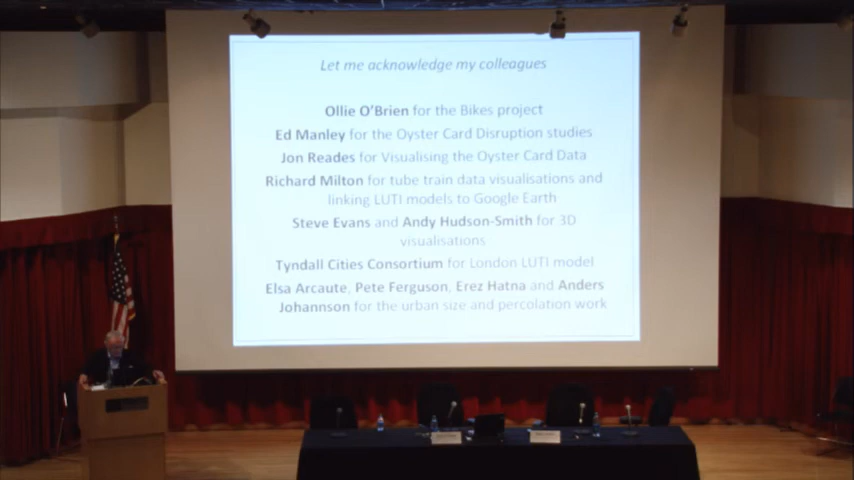 Let me acknowledge my colleagues
Ollie O'Brien for the Bikes project
Ed Manley for the Oyster Card Disruption studies
Jon Reades for Visualising the Oyster Card Data
Richard Milton for tube train data visualisations and
linking LUTI models to Google Earth
Steve Evans and Andy Hudson-Smith for 3D
visualisations
Tyndall Cities Consortium for London LUTI model
Elsa Arcaute, Pete Ferguson, Erez Hatna and Anders
Johannson for the urban size and percolation work